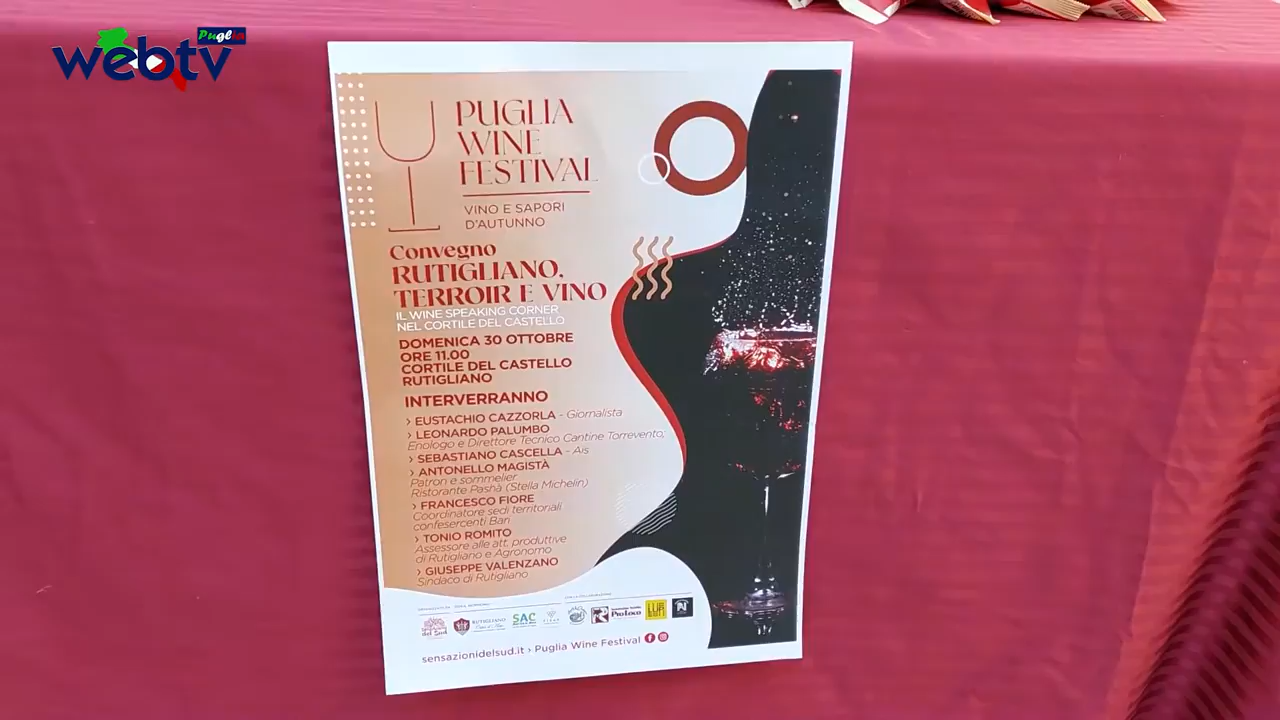 Puglia
webtv
PUGLIA
WINE
FESTIVAL
VINO E SAPORI
D'AUTUNNO
Convegno
RUTIGLIANO,
TERROIR E VINO
IL WINE SPEAKING CORNER
NEL CORTILE DEL CASTELLO
DOMENICA 30 OTTOBRE
ORE 11.00
CORTILE DEL CASTELLO
RUTIGLIANO
INTERVERRANNO
› EUSTACHIO CAZZORLA - Giornalista
› LEONARDO PALUMBO
Enologo e Direttore Tecnico Cantine Torrevento;
› SEBASTIANO CASCELLA - Ais
› ANTONELLO MAGISTÀ
Patron e sommelier
Ristorante Pashà (Stella Michelin)
› FRANCESCO FIORE
Coordinatore sedi territoriali
confesercenti Bari
› TONIO ROMITO
Assessore alle att. produttive
di Rutigliano e Agronomo
› GIUSEPPE VALENZANO
Sindaco di Rutigliano
del Sud
RUTIGLIANO
SAC
PRO LOCO
sensazionidelsud.it › Puglia Wine Festival